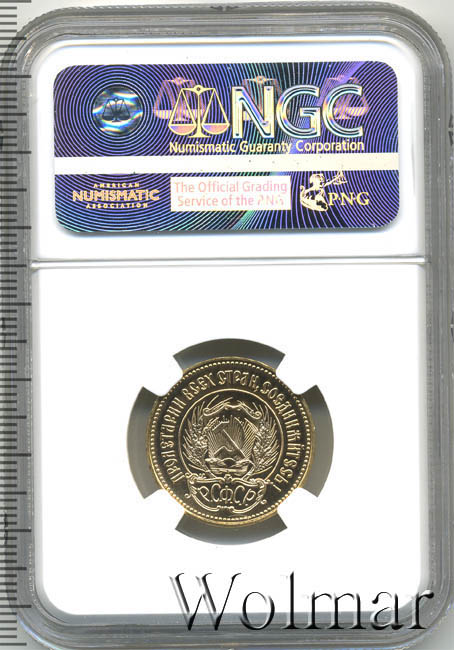 NGC
Numismatic Guaranty Corporation
AMERICAN
NUMISMATIC
ASSOCIATION
The Official Grading
Service of the PNG
PNG
ПРОЛЕТАРИИ ВСЕХ СТРАН, СОЕДИНЯЙТЕСЬ!
РСФСР
Wolmar